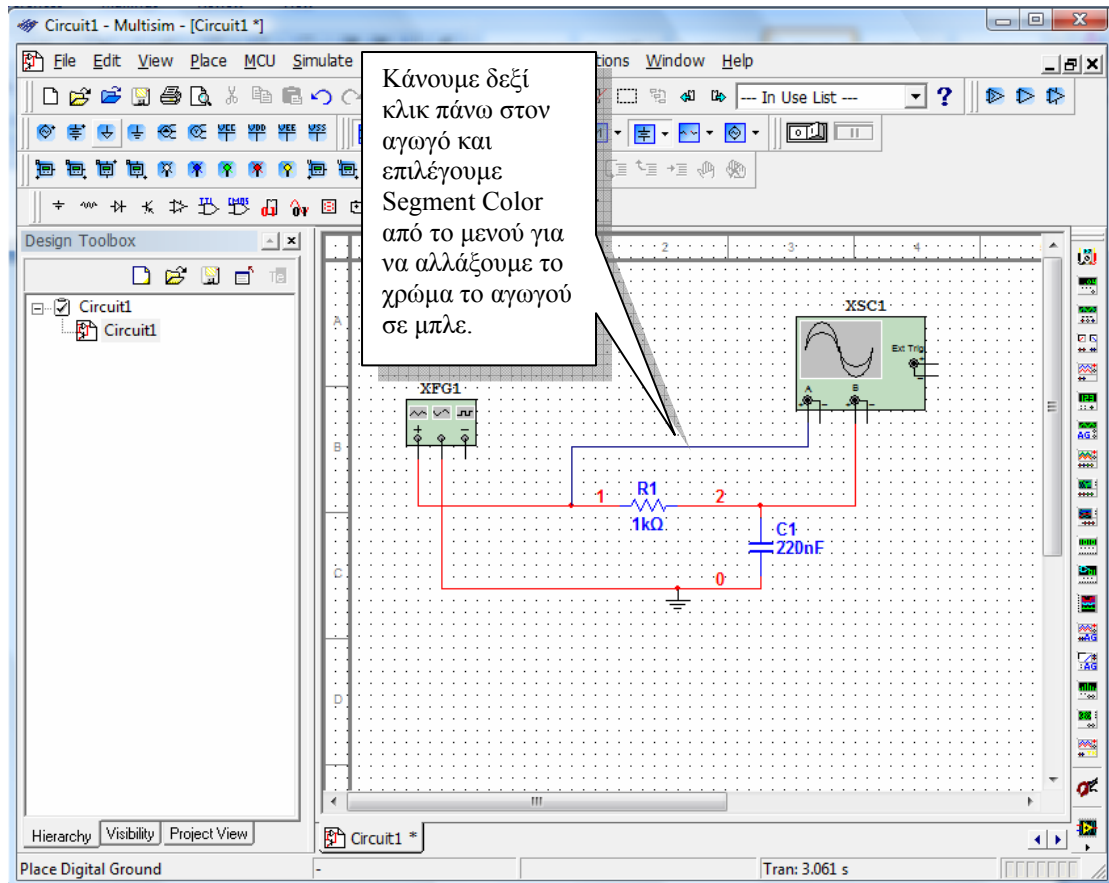 Circuit1 - Multisim - [Circuit1 *]
File Edit View Place MCU Simulate
tions Window Help
Κάνουμε δεξί
κλικ πάνω στον
αγωγό και
επιλέγουμε
Segment Color
από το μενού για
να αλλάξουμε το
χρώμα το αγωγού
σε μπλε.
--- In Use List ---
Design Toolbox
Circuit1
Circuit1
2
3
4
A
B
C
D
XFG1
XSC1
Ext Trig
A
B
1
R1
2
1kΩ
C1
220nF
0
Hierarchy Visibility Project View
Circuit1 *
Place Digital Ground
-
Tran: 3.061 s